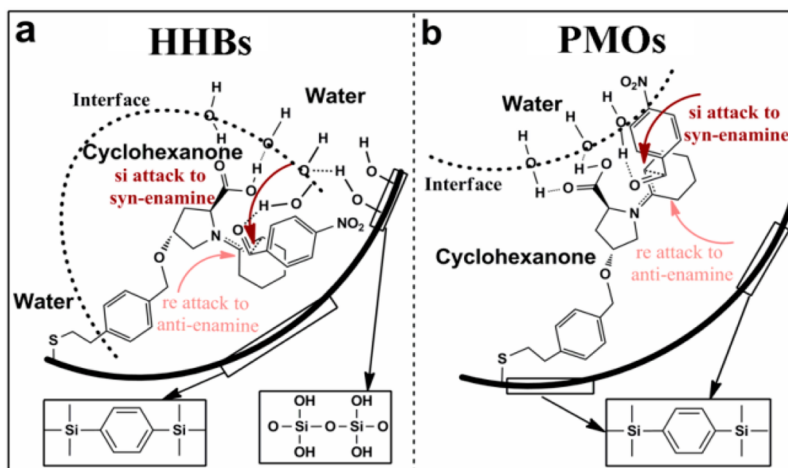 a
HHBs
Interface
Water
Cyclohexanone
si attack to
syn-enamine
H
O
H
H
O
H
O
H
O
H
H
O
H
O
O
O
H
O
N
NO₂
O
re attack to
anti-enamine
Water
S
Si
Si
OH OH
O Si O Si O
OH OH
b
PMOs
O₂N
Water
si attack to
syn-enamine
Interface
H
O
H
H
O
H
H
O
H
H
O
O
O
N
re attack to
anti-enamine
Cyclohexanone
O
S
Si
Si